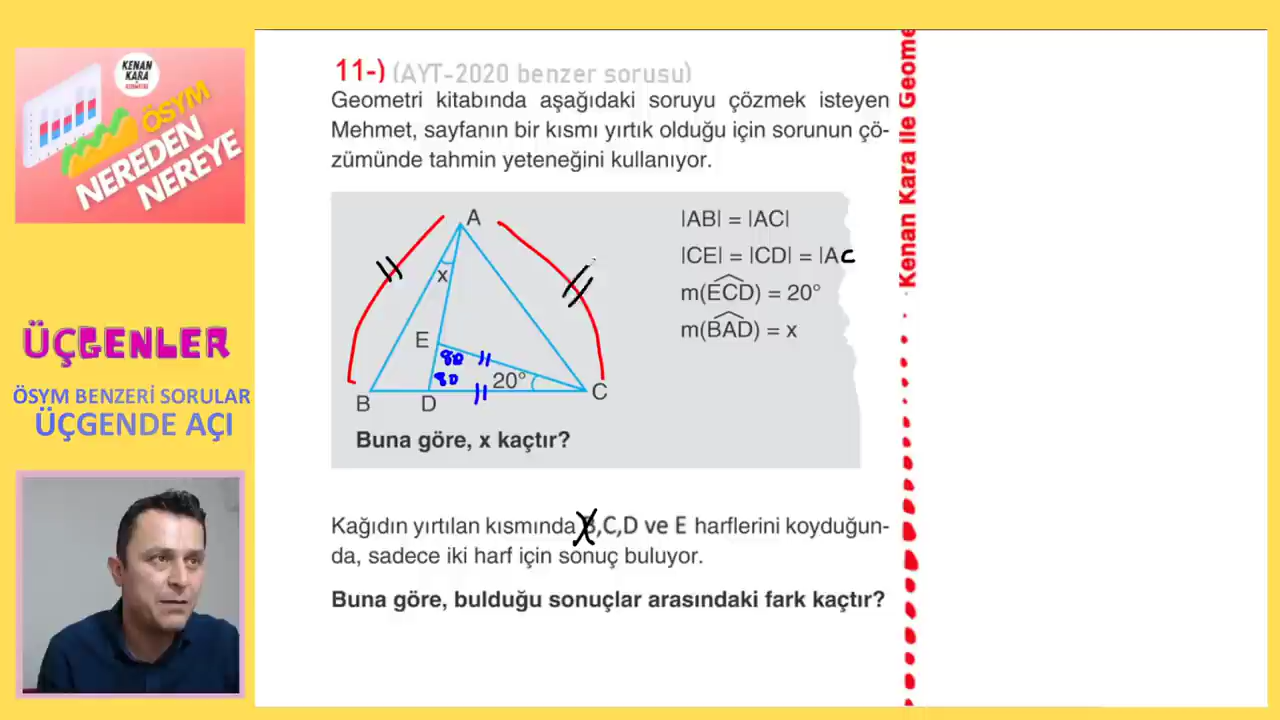 KENAN
KARA
ÖSYM
NEREDEN
NEREYE
ÜÇGENLER
ÖSYM BENZERİ SORULAR
ÜÇGENDE AÇI
11-) (AYT-2020 benzer sorusu)
Geometri kitabında aşağıdaki soruyu çözmek isteyen
Mehmet, sayfanın bir kısmı yırtık olduğu için sorunun çö-
zümünde tahmin yeteneğini kullanıyor.
A
x
E
80
80
20°
B
D
C
|AB| = |AC|
|CE| = |CD| = |AC
m(ECD) = 20°
m(BAD) = x
Buna göre, x kaçtır?
Kağıdın yırtılan kısmında B,C,D ve E harflerini koyduğun-
da, sadece iki harf için sonuç buluyor.
Buna göre, bulduğu sonuçlar arasındaki fark kaçtır?
Kenan Kara ile Geome